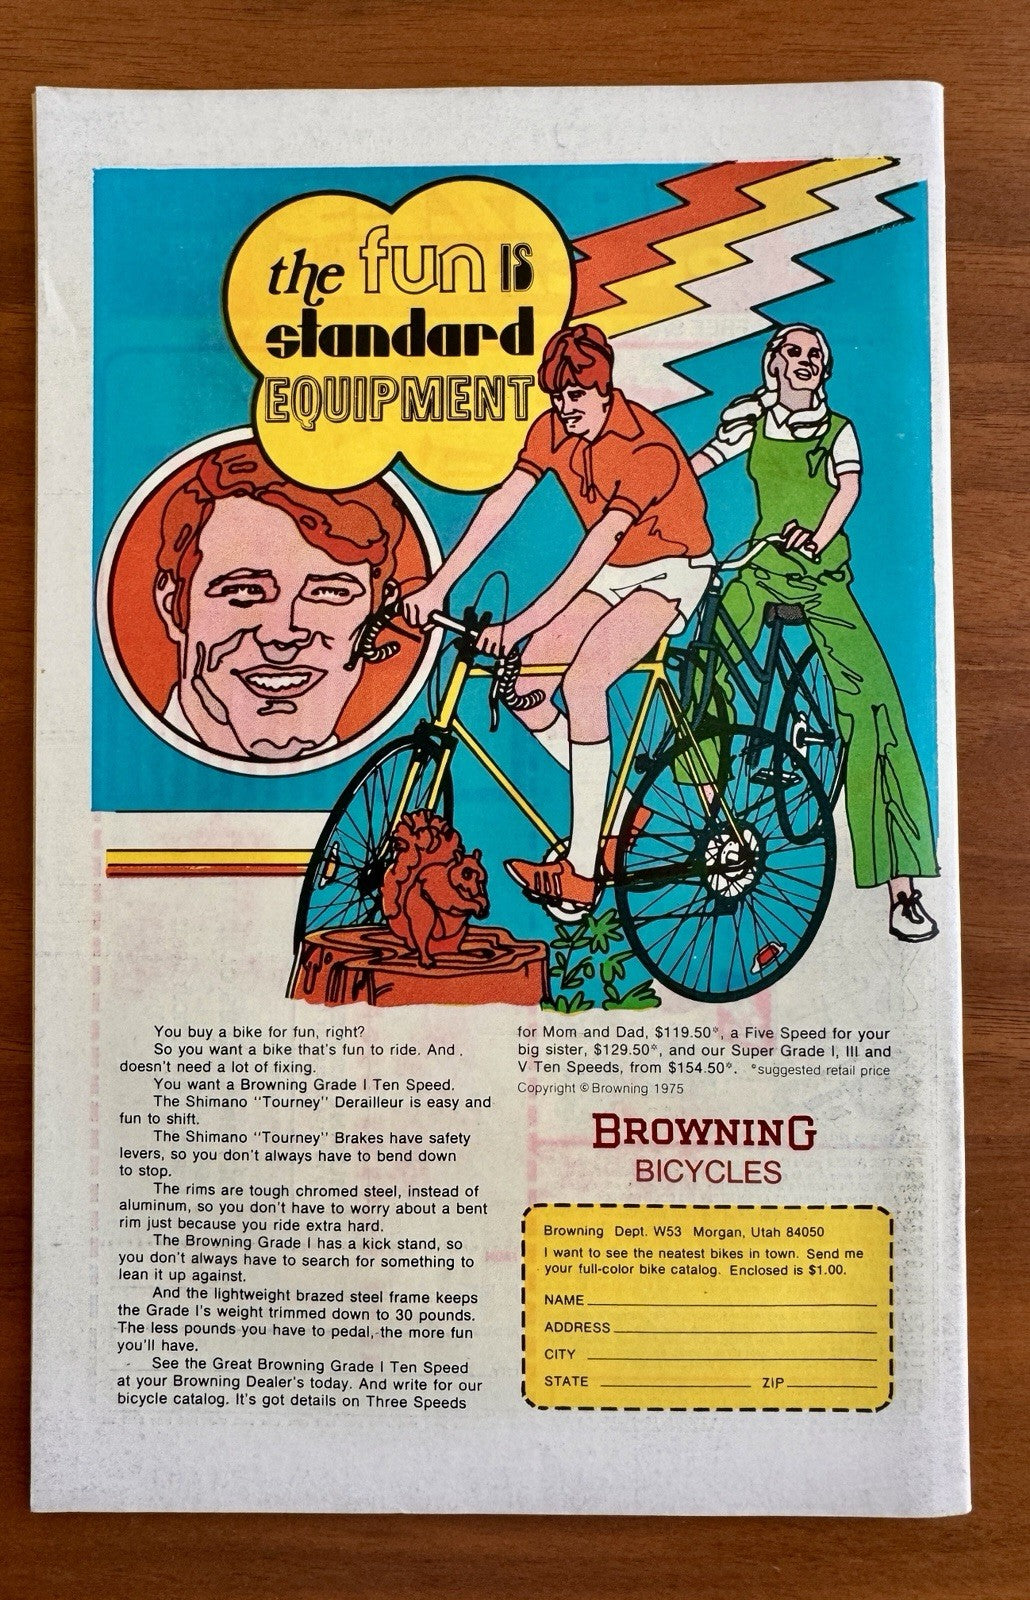 the fun IS
standard
EQUIPMENT
You buy a bike for fun, right?
So you want a bike that's fun to ride. And
doesn't need a lot of fixing.
You want a Browning Grade I Ten Speed.
The Shimano "Tourney" Derailleur is easy and
fun to shift.
The Shimano "Tourney" Brakes have safety
levers, so you don't always have to bend down
to stop.
The rims are tough chromed steel, instead of
aluminum, so you don't have to worry about a bent
rim just because you ride extra hard.
The Browning Grade I has a kick stand, so
you don't always have to search for something to
lean it up against.
And the lightweight brazed steel frame keeps
the Grade I's weight trimmed down to 30 pounds.
The less pounds you have to pedal, the more fun
you'll have.
See the Great Browning Grade I Ten Speed
at your Browning Dealer's today. And write for our
bicycle catalog. It's got details on Three Speeds
for Mom and Dad, $119.50*, a Five Speed for your
big sister, $129.50*, and our Super Grade I, III and
V Ten Speeds, from $154.50*. *suggested retail price
Copyright © Browning 1975
BROWNING
BICYCLES
Browning Dept. W53 Morgan, Utah 84050
I want to see the neatest bikes in town. Send me
your full-color bike catalog. Enclosed is $1.00.
NAME
ADDRESS
CITY
STATE ZIP